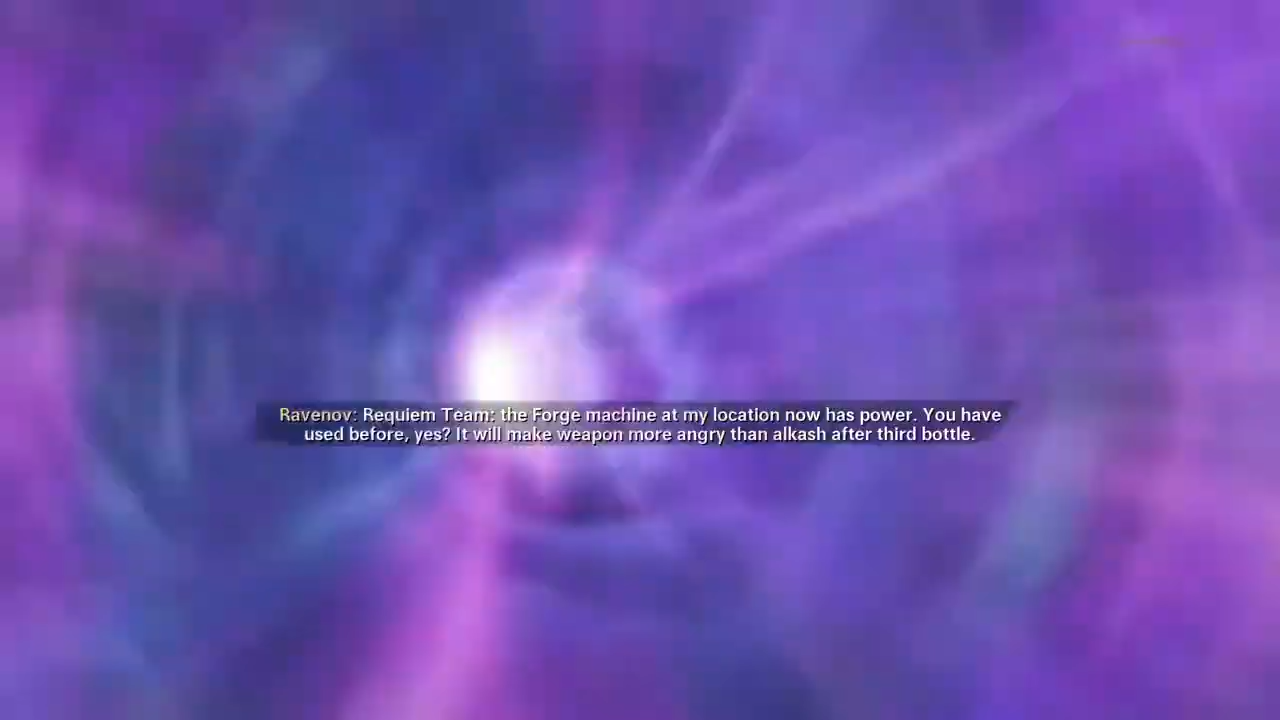 Ravenov: Requiem Team: the Forge machine at my location now has power. You have
used before, yes? It will make weapon more angry than alkash after third bottle.